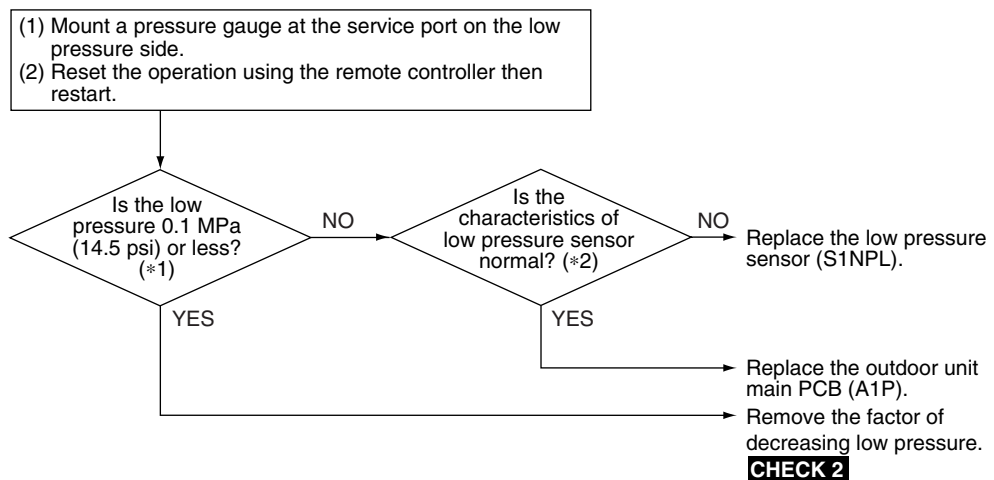 (1) Mount a pressure gauge at the service port on the low
pressure side.
(2) Reset the operation using the remote controller then
restart.
Is the low
pressure 0.1 MPa
(14.5 psi) or less?
(*1)
NO
YES
Is the
characteristics of
low pressure sensor
normal? (*2)
NO
YES
Replace the low pressure
sensor (S1NPL).
Replace the outdoor unit
main PCB (A1P).
Remove the factor of
decreasing low pressure.
CHECK 2